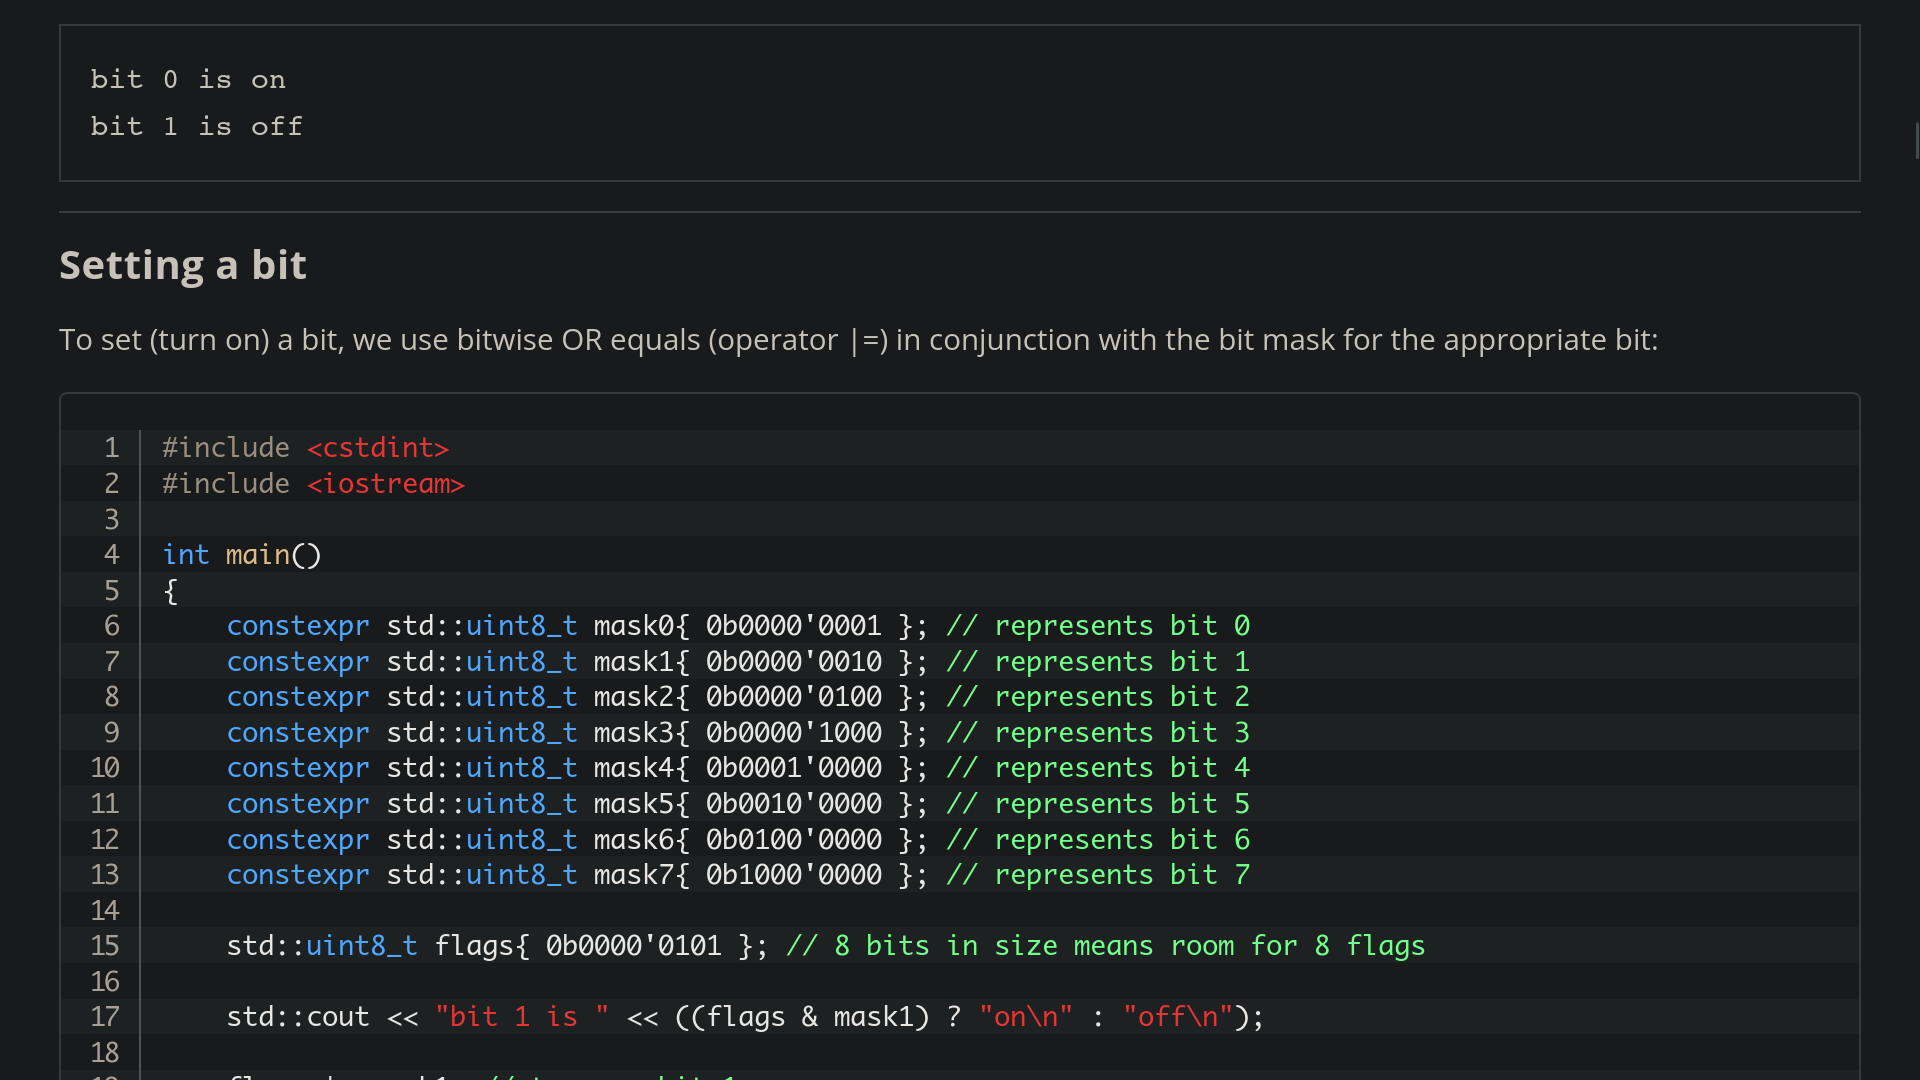 bit 0 is on
bit 1 is off
Setting a bit
To set (turn on) a bit, we use bitwise OR equals (operator |=) in conjunction with the bit mask for the appropriate bit:
1 #include <cstdint>
2 #include <iostream>
3
4 int main()
5 {
6     constexpr std::uint8_t mask0{ 0b0000'0001 }; // represents bit 0
7     constexpr std::uint8_t mask1{ 0b0000'0010 }; // represents bit 1
8     constexpr std::uint8_t mask2{ 0b0000'0100 }; // represents bit 2
9     constexpr std::uint8_t mask3{ 0b0000'1000 }; // represents bit 3
10     constexpr std::uint8_t mask4{ 0b0001'0000 }; // represents bit 4
11     constexpr std::uint8_t mask5{ 0b0010'0000 }; // represents bit 5
12     constexpr std::uint8_t mask6{ 0b0100'0000 }; // represents bit 6
13     constexpr std::uint8_t mask7{ 0b1000'0000 }; // represents bit 7
14
15     std::uint8_t flags{ 0b0000'0101 }; // 8 bits in size means room for 8 flags
16
17     std::cout << "bit 1 is " << ((flags & mask1) ? "on\n" : "off\n");
18